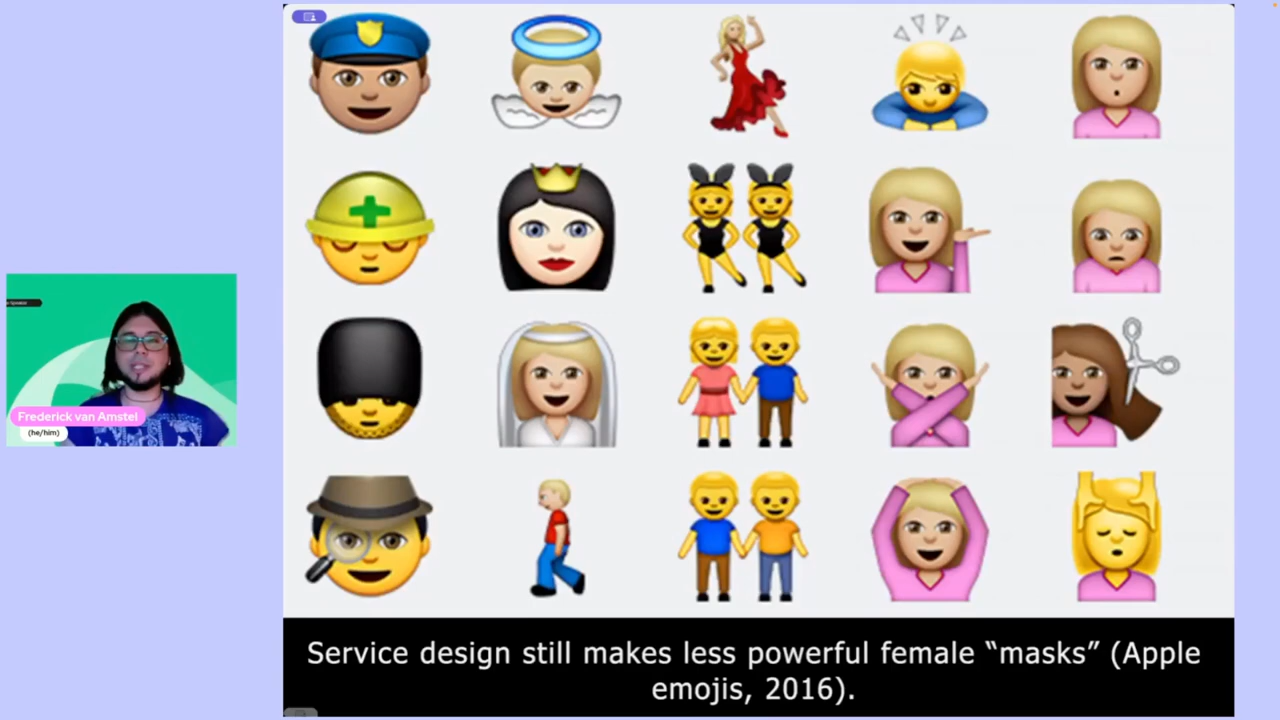 Frederick van Amstel
(he/him)
Service design still makes less powerful female “masks” (Apple
emojis, 2016).